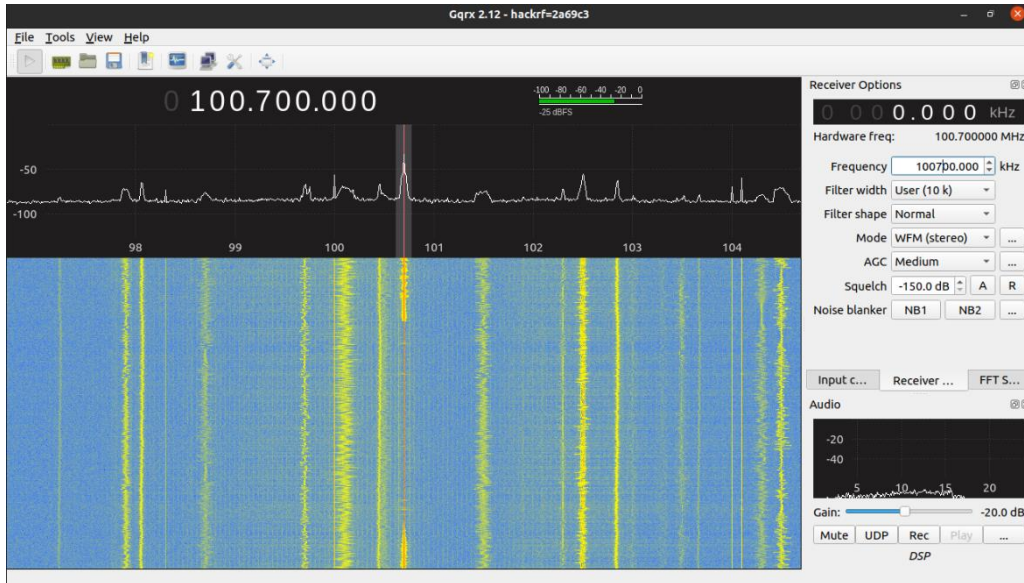 Gqrx 2.12 - hackrf=2a69c3
File Tools View Help
0 100.700.000
-100 -80 -60 -40 -20 0
-25 dBFS
-50
-100
98 99 100 101 102 103 104
Receiver Options
0 0 0 0.0 0 0 kHz
Hardware freq: 100.700000 MHz
Frequency 100700.000 kHz
Filter width User (10 k)
Filter shape Normal
Mode WFM (stereo) ...
AGC Medium ...
Squelch -150.0 dB A R
Noise blanker NB1 NB2 ...
Input c... Receiver ... FFT S...
Audio
-20
-40
5 10 15 20
Gain: -20.0 dB
Mute UDP Rec Play ...
DSP